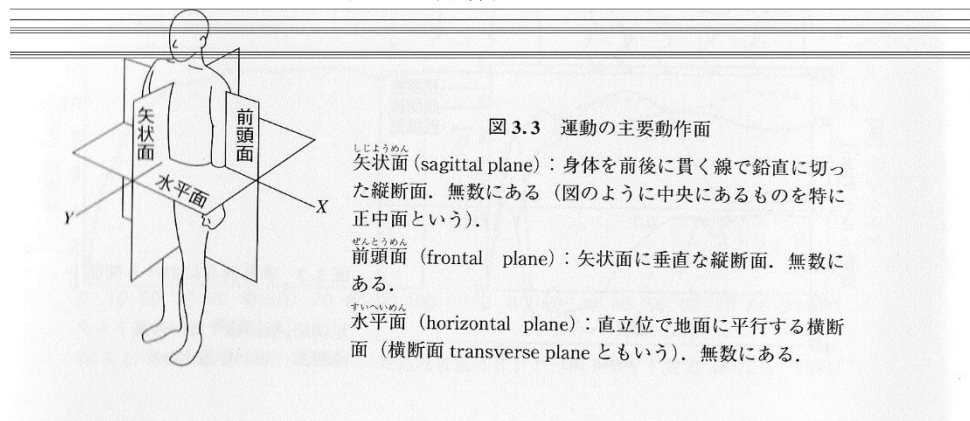 矢状面
前頭面
水平面
Y
X
図3.3 運動の主要動作面
しじようめん
矢状面 (sagittal plane)：身体を前後に貫く線で鉛直に切っ
た縦断面．無数にある（図のように中央にあるものを特に
正中面という）．
ぜんとうめん
前頭面 (frontal plane)：矢状面に垂直な縦断面．無数に
ある．
すいへいめん
水平面 (horizontal plane)：直立位で地面に平行する横断
面（横断面 transverse plane ともいう）．無数にある．